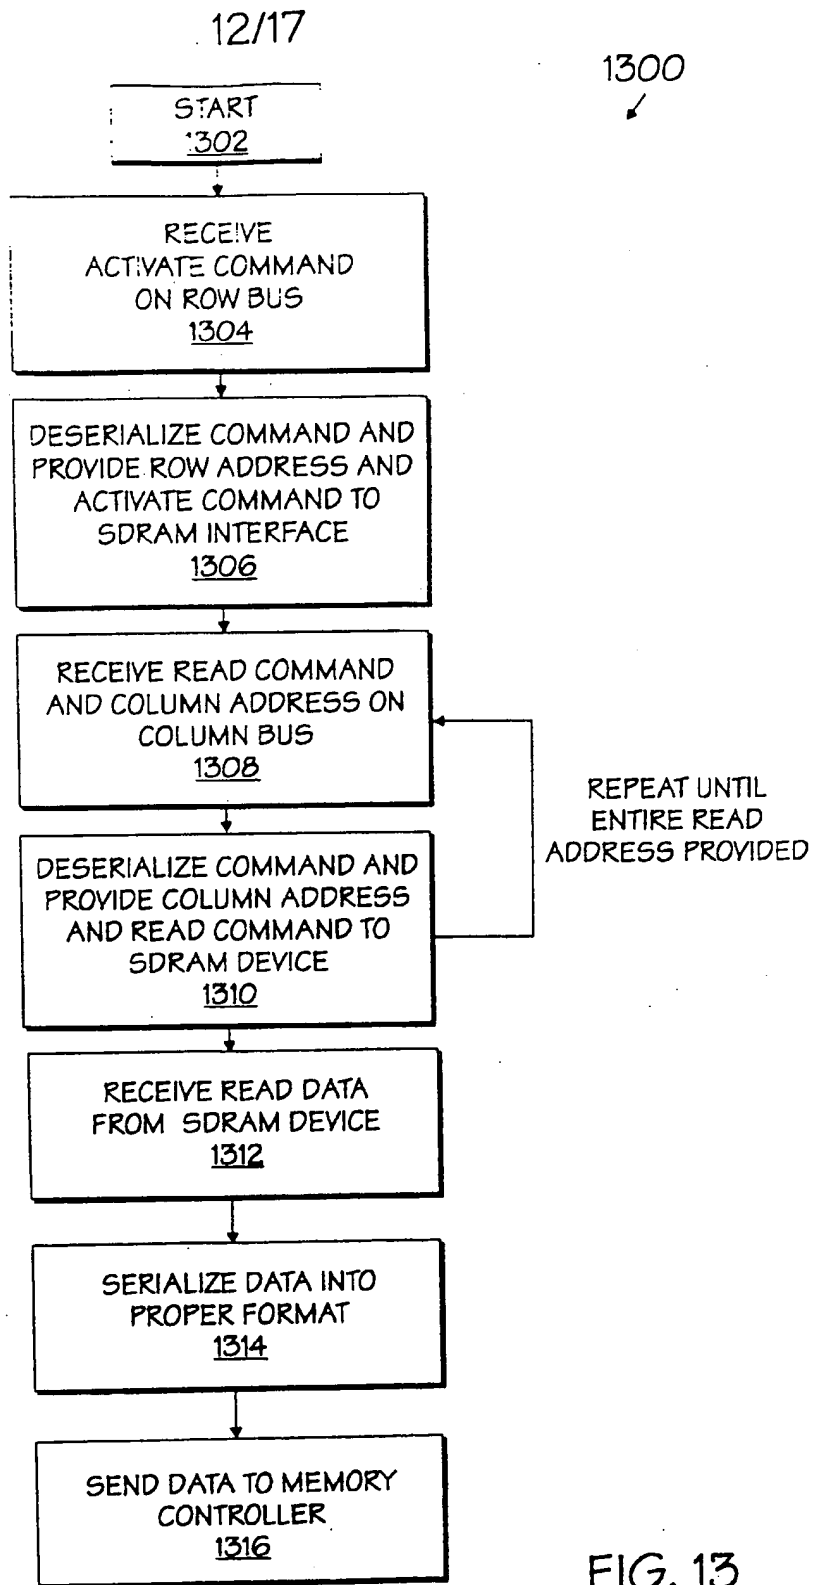 12/17
1300
START
1302
RECEIVE
ACTIVATE COMMAND
ON ROW BUS
1304
DESERIALIZE COMMAND AND
PROVIDE ROW ADDRESS AND
ACTIVATE COMMAND TO
SDRAM INTERFACE
1306
RECEIVE READ COMMAND
AND COLUMN ADDRESS ON
COLUMN BUS
1308
REPEAT UNTIL
ENTIRE READ
ADDRESS PROVIDED
DESERIALIZE COMMAND AND
PROVIDE COLUMN ADDRESS
AND READ COMMAND TO
SDRAM DEVICE
1310
RECEIVE READ DATA
FROM SDRAM DEVICE
1312
SERIALIZE DATA INTO
PROPER FORMAT
1314
SEND DATA TO MEMORY
CONTROLLER
1316
FIG. 13